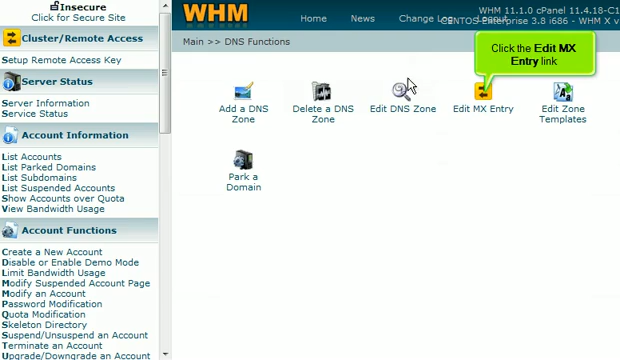 Insecure
Click for Secure Site
Cluster/Remote Access
Setup Remote Access Key
Server Status
Server Information
Service Status
Account Information
List Accounts
List Parked Domains
List Subdomains
List Suspended Accounts
Show Accounts over Quota
View Bandwidth Usage
Account Functions
Create a New Account
Disable or Enable Demo Mode
Limit Bandwidth Usage
Modify Suspended Account Page
Modify an Account
Password Modification
Quota Modification
Skeleton Directory
Suspend/Unsuspend an Account
Terminate an Account
Upgrade/Downgrade an Account
WHM
Home
News
Change Log
WHM 11.1.0 cPanel 11.4.18-C1
CENTOS Enterprise 3.8 i686 - WHM X v
Main >> DNS Functions
Click the Edit MX
Entry link
Add a DNS
Zone
Delete a DNS
Zone
Edit DNS Zone
Edit MX Entry
Edit Zone
Templates
Park a
Domain